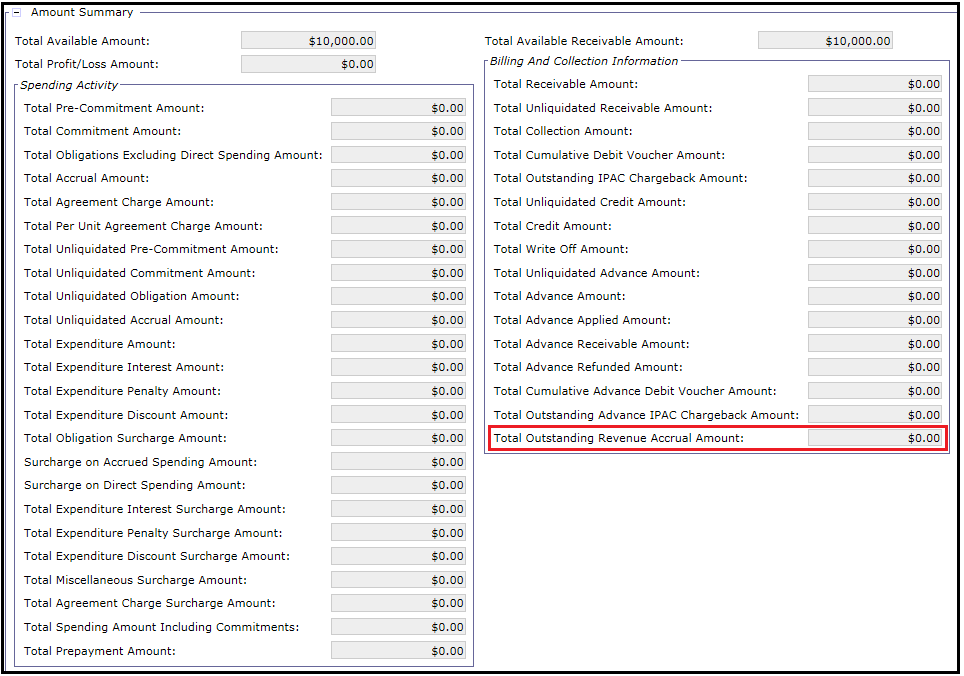 Amount Summary
Total Available Amount: $10,000.00
Total Profit/Loss Amount: $0.00
Spending Activity
Total Pre-Commitment Amount: $0.00
Total Commitment Amount: $0.00
Total Obligations Excluding Direct Spending Amount: $0.00
Total Accrual Amount: $0.00
Total Agreement Charge Amount: $0.00
Total Per Unit Agreement Charge Amount: $0.00
Total Unliquidated Pre-Commitment Amount: $0.00
Total Unliquidated Commitment Amount: $0.00
Total Unliquidated Obligation Amount: $0.00
Total Unliquidated Accrual Amount: $0.00
Total Expenditure Amount: $0.00
Total Expenditure Interest Amount: $0.00
Total Expenditure Penalty Amount: $0.00
Total Expenditure Discount Amount: $0.00
Total Obligation Surcharge Amount: $0.00
Surcharge on Accrued Spending Amount: $0.00
Surcharge on Direct Spending Amount: $0.00
Total Expenditure Interest Surcharge Amount: $0.00
Total Expenditure Penalty Surcharge Amount: $0.00
Total Expenditure Discount Surcharge Amount: $0.00
Total Miscellaneous Surcharge Amount: $0.00
Total Agreement Charge Surcharge Amount: $0.00
Total Spending Amount Including Commitments: $0.00
Total Prepayment Amount: $0.00
Total Available Receivable Amount: $10,000.00
Billing And Collection Information
Total Receivable Amount: $0.00
Total Unliquidated Receivable Amount: $0.00
Total Collection Amount: $0.00
Total Cumulative Debit Voucher Amount: $0.00
Total Outstanding IPAC Chargeback Amount: $0.00
Total Unliquidated Credit Amount: $0.00
Total Credit Amount: $0.00
Total Write Off Amount: $0.00
Total Unliquidated Advance Amount: $0.00
Total Advance Amount: $0.00
Total Advance Applied Amount: $0.00
Total Advance Receivable Amount: $0.00
Total Advance Refunded Amount: $0.00
Total Cumulative Advance Debit Voucher Amount: $0.00
Total Outstanding Advance IPAC Chargeback Amount: $0.00
Total Outstanding Revenue Accrual Amount: $0.00